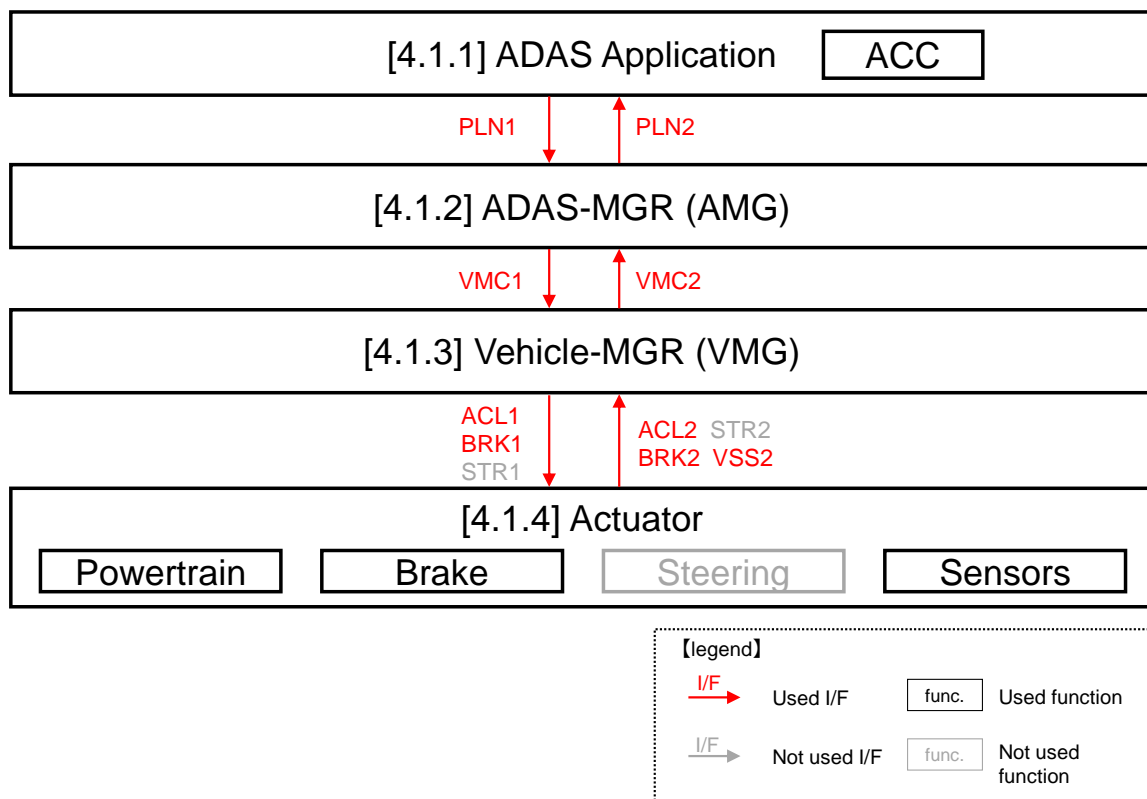 [4.1.1] ADAS Application ACC
PLN1 PLN2
[4.1.2] ADAS-MGR (AMG)
VMC1 VMC2
[4.1.3] Vehicle-MGR (VMG)
ACL1
BRK1
STR1
ACL2 STR2
BRK2 VSS2
[4.1.4] Actuator
Powertrain Brake Steering Sensors
【legend】
I/F Used I/F func. Used function
I/F Not used I/F func. Not used
function